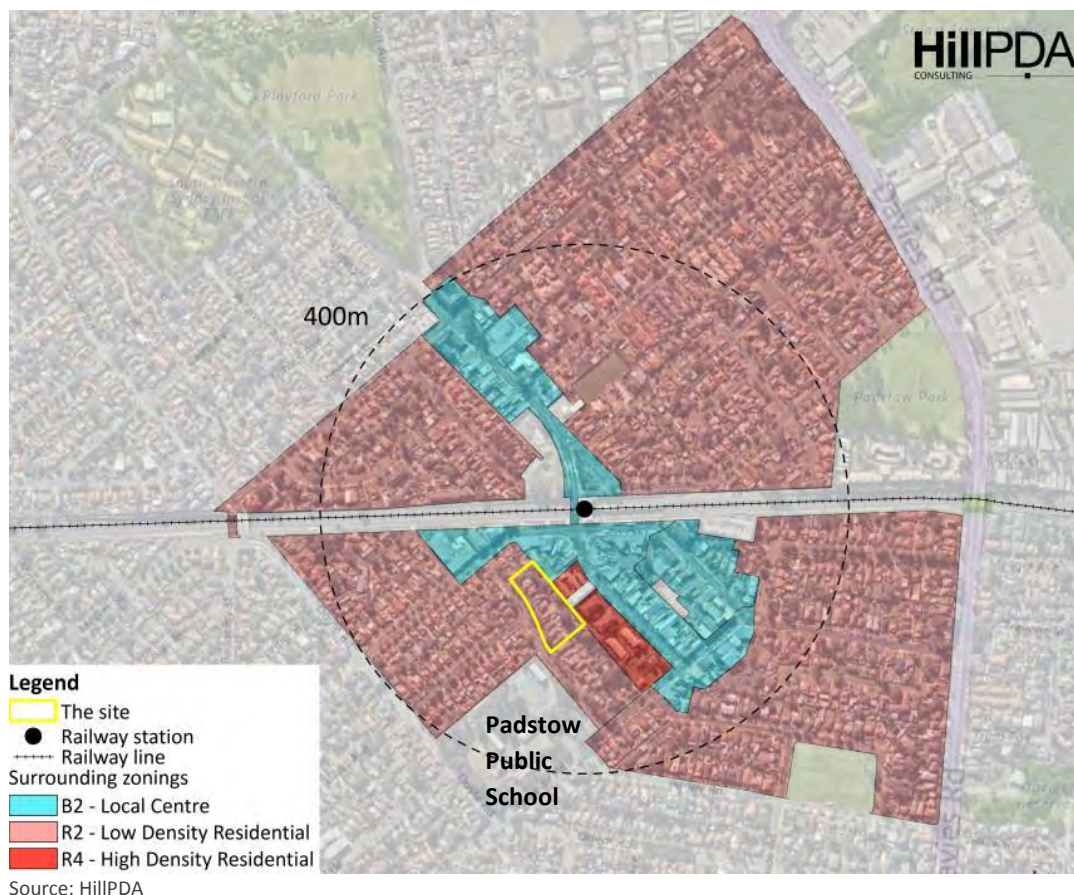 HillPDA
CONSULTING
Playford Park
400m
Davies Rd
Padstow Park
Padstow
Public
School
Legend
The site
Railway station
Railway line
Surrounding zonings
B2 - Local Centre
R2 - Low Density Residential
R4 - High Density Residential
Source: HillPDA